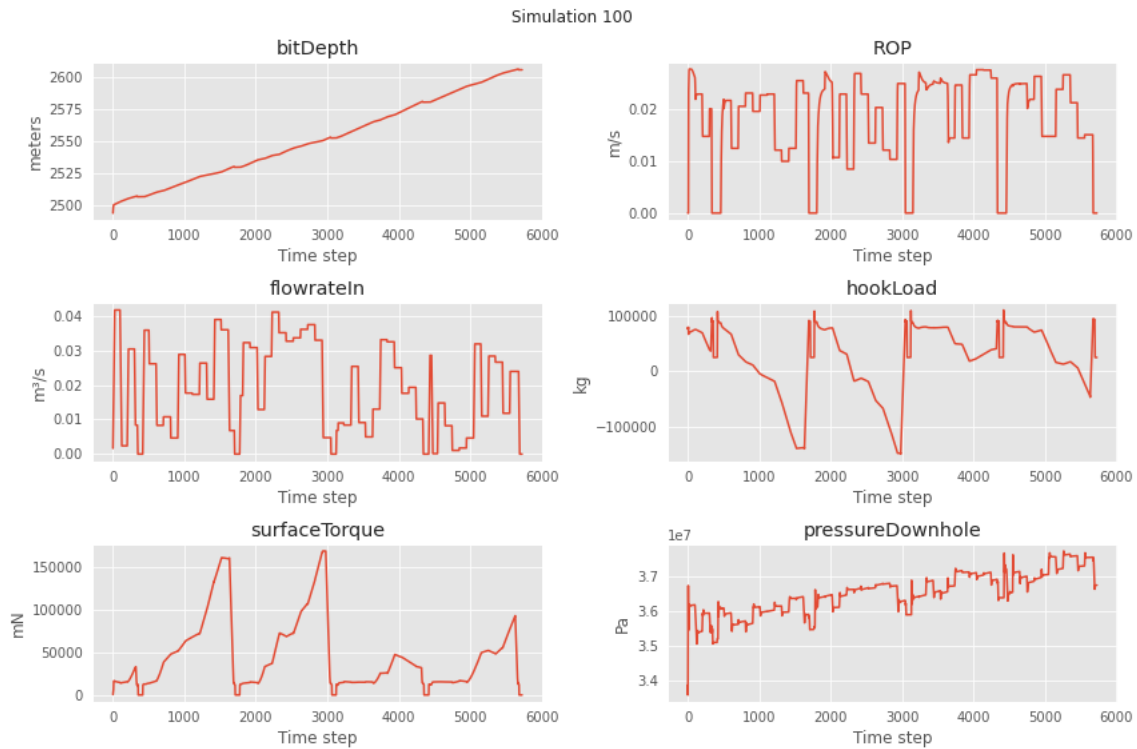 Simulation 100
bitDepth
2600
2575
2550
2525
2500
meters
0 1000 2000 3000 4000 5000 6000
Time step
ROP
0.02
0.01
0.00
m/s
0 1000 2000 3000 4000 5000 6000
Time step
flowrateIn
0.04
0.03
0.02
0.01
0.00
m³/s
0 1000 2000 3000 4000 5000 6000
Time step
hookLoad
100000
0
−100000
kg
0 1000 2000 3000 4000 5000 6000
Time step
surfaceTorque
150000
100000
50000
0
mN
0 1000 2000 3000 4000 5000 6000
Time step
pressureDownhole
1e7
3.7
3.6
3.5
3.4
Pa
0 1000 2000 3000 4000 5000 6000
Time step